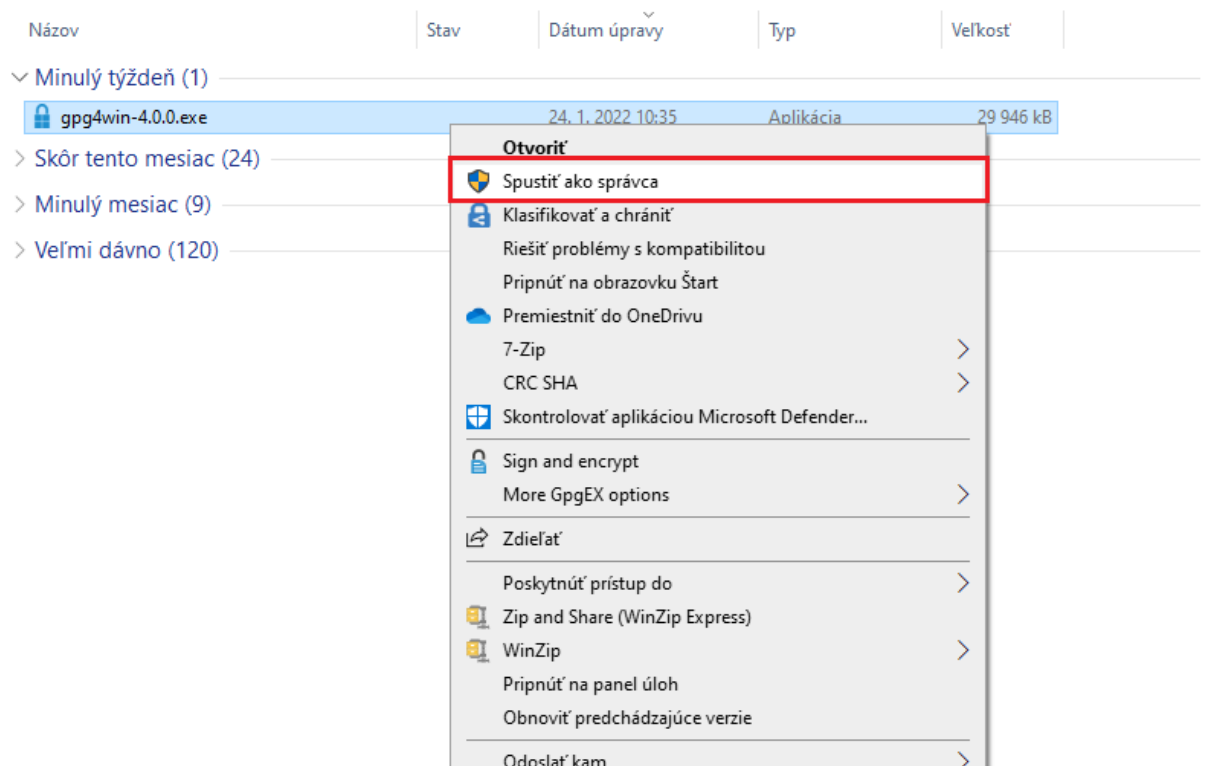 Názov Stav Dátum úpravy Typ Veľkosť
Minulý týždeň (1)
gpg4win-4.0.0.exe 24. 1. 2022 10:35 Aplikácia 29 946 kB
Skôr tento mesiac (24)
Minulý mesiac (9)
Veľmi dávno (120)
Otvoriť
Spustiť ako správca
Klasifikovať a chrániť
Riešiť problémy s kompatibilitou
Pripnúť na obrazovku Štart
Premiestniť do OneDrivu
7-Zip
CRC SHA
Skontrolovať aplikáciou Microsoft Defender...
Sign and encrypt
More GpgEX options
Zdieľať
Poskytnúť prístup do
Zip and Share (WinZip Express)
WinZip
Pripnúť na panel úloh
Obnoviť predchádzajúce verzie
Odoslať kam